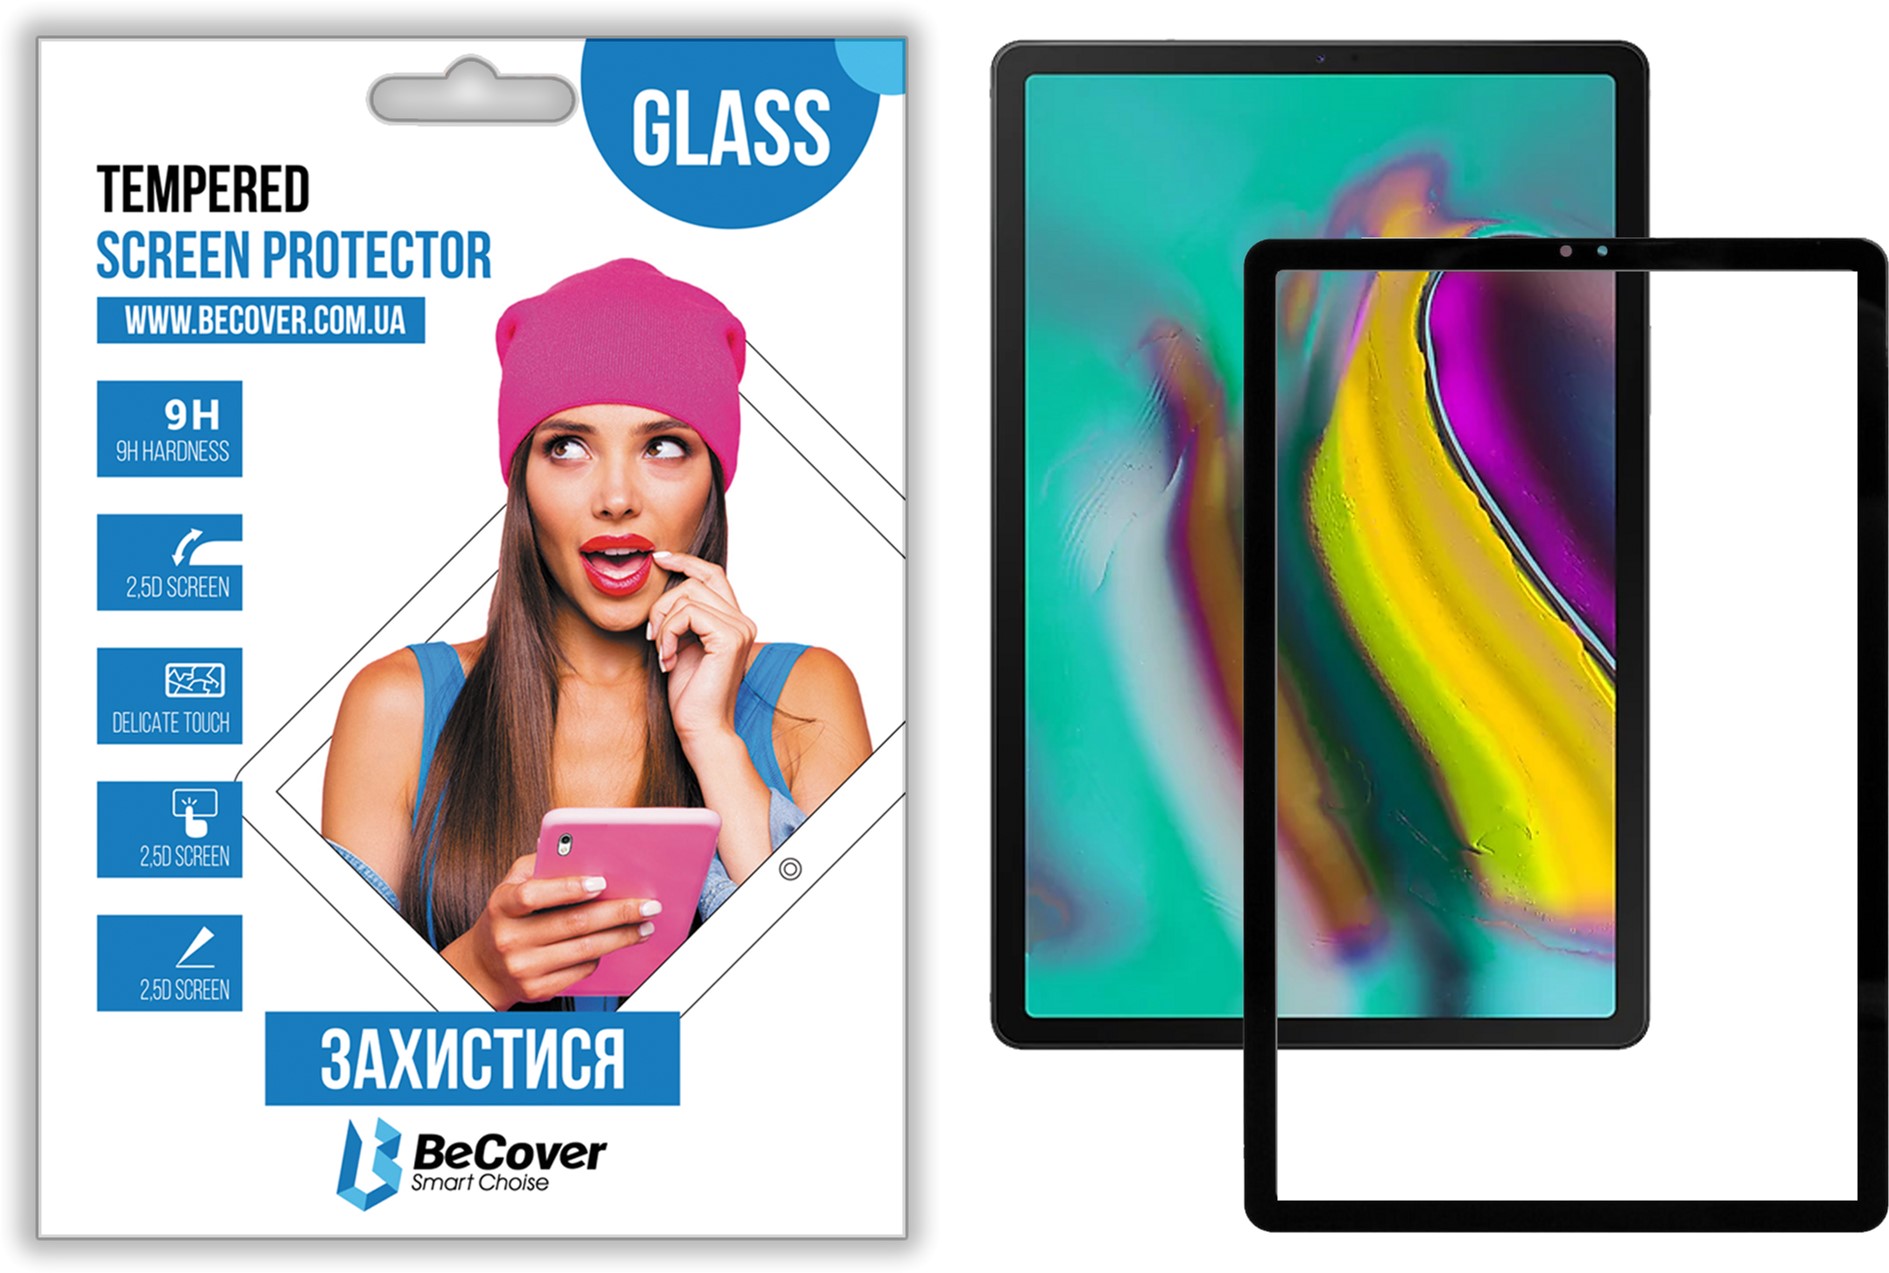 GLASS
TEMPERED
SCREEN PROTECTOR
WWW.BECOVER.COM.UA
9H
9H HARDNESS
2,5D SCREEN
DELICATE TOUCH
2,5D SCREEN
2,5D SCREEN
ЗАХИСТИСЯ
BeCover
Smart Choise